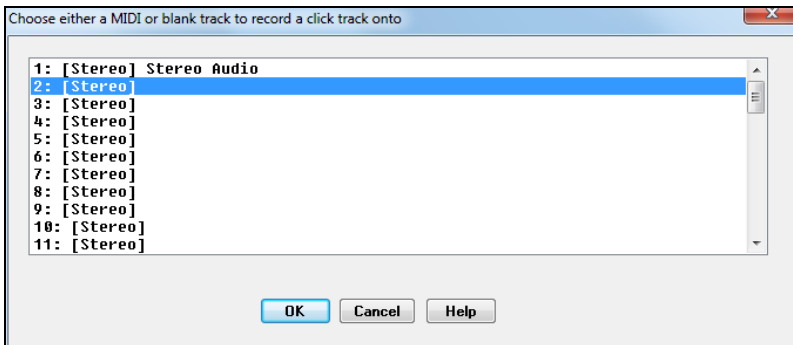 Choose either a MIDI or blank track to record a click track onto
1: [Stereo] Stereo Audio
2: [Stereo]
3: [Stereo]
4: [Stereo]
5: [Stereo]
6: [Stereo]
7: [Stereo]
8: [Stereo]
9: [Stereo]
10: [Stereo]
11: [Stereo]
OK Cancel Help